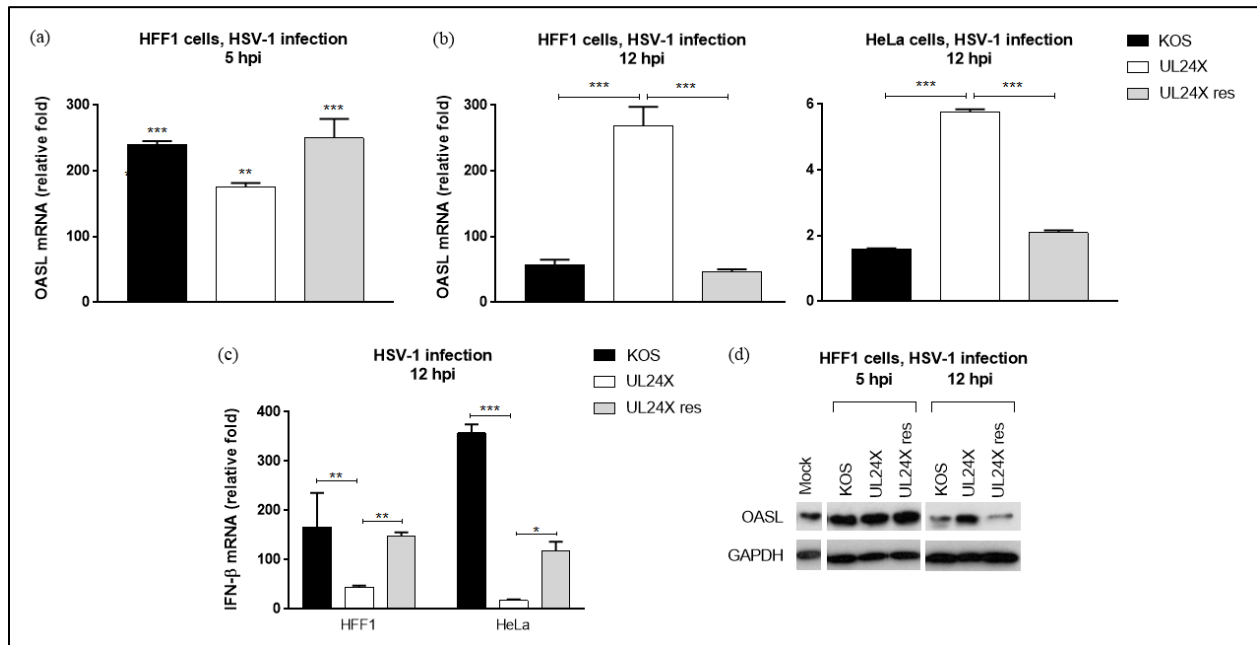 (a)
HFF1 cells, HSV-1 infection
5 hpi
OASL mRNA (relative fold)
300
200
100
0
***
**
***
(b)
HFF1 cells, HSV-1 infection
12 hpi
OASL mRNA (relative fold)
300
200
100
0
***
***
HeLa cells, HSV-1 infection
12 hpi
6
4
2
0
***
***
KOS
UL24X
UL24X res
(c)
HSV-1 infection
12 hpi
IFN-β mRNA (relative fold)
400
300
200
100
0
**
**
***
*
HFF1
HeLa
KOS
UL24X
UL24X res
(d)
HFF1 cells, HSV-1 infection
5 hpi
12 hpi
Mock
KOS
UL24X
UL24X res
KOS
UL24X
UL24X res
OASL
GAPDH